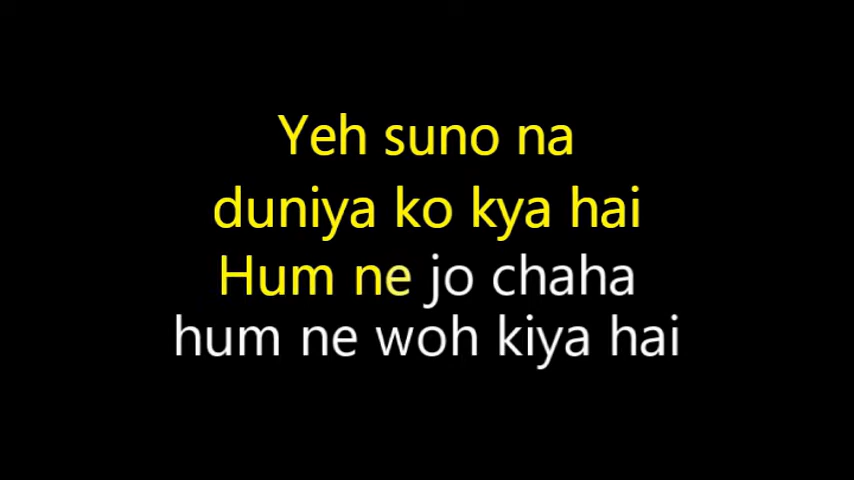 Yeh suno na
duniya ko kya hai
Hum ne jo chaha
hum ne woh kiya hai